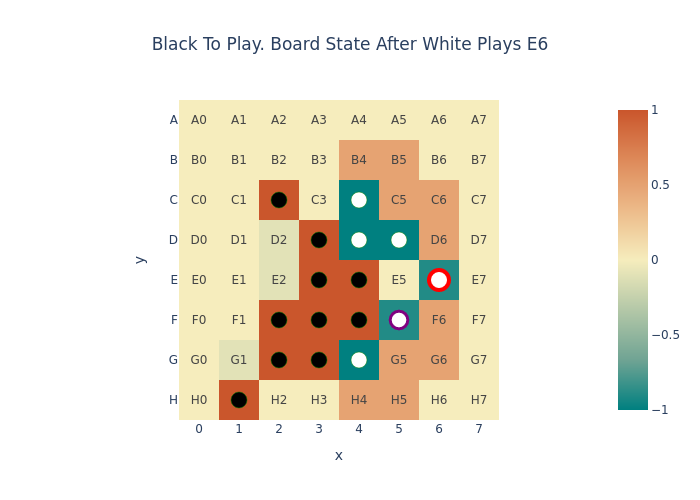 Black To Play. Board State After White Plays E6
A A0 A1 A2 A3 A4 A5 A6 A7 1
B B0 B1 B2 B3 B4 B5 B6 B7
C C0 C1 C3 C5 C6 C7 0.5
D D0 D1 D2 D6 D7
y 0
E E0 E1 E2 E5 E7
F F0 F1 F6 F7 −0.5
G G0 G1 G5 G6 G7
H H0 H2 H3 H4 H5 H6 H7 −1
0 1 2 3 4 5 6 7
x